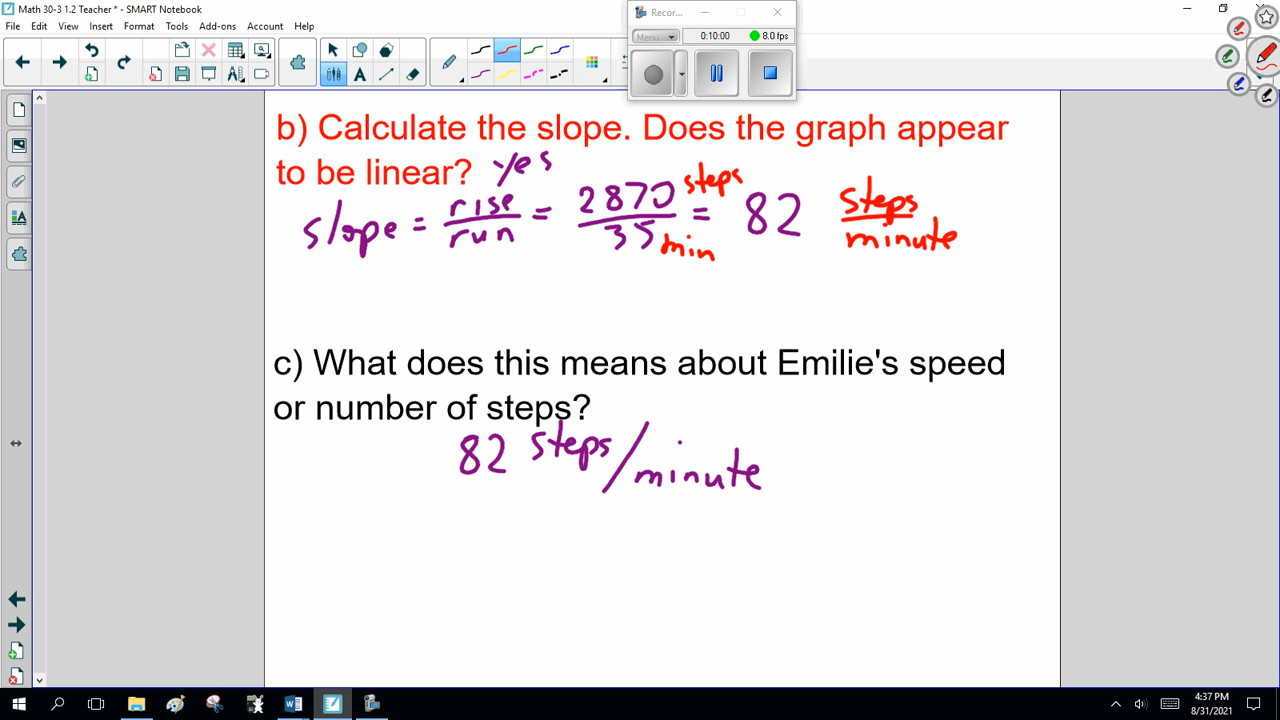 Math 30-3 1.2 Teacher * - SMART Notebook
File Edit View Insert Format Tools Add-ons Account Help
Recor...
Menu 0:10:00 8.0 fps
b) Calculate the slope. Does the graph appear
to be linear? yes
slope = rise/run = 2870 steps/35 min = 82 steps/minute
c) What does this means about Emilie's speed
or number of steps?
82 steps/minute
4:37 PM
8/31/2021